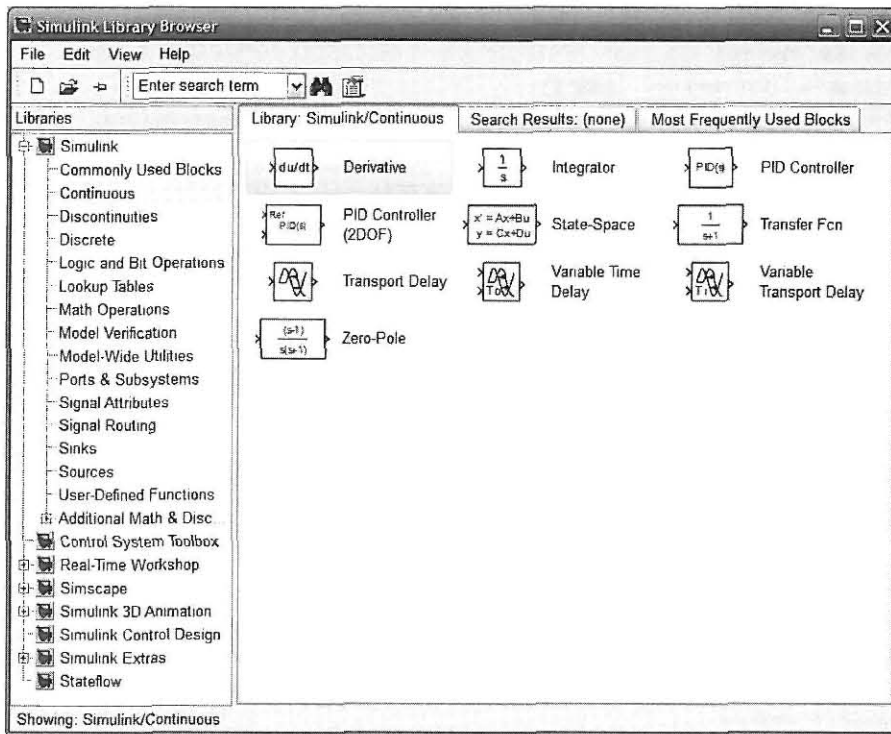 Simulink Library Browser
File Edit View Help
Enter search term
Libraries
Library: Simulink/Continuous
Search Results: (none)
Most Frequently Used Blocks
Simulink
Commonly Used Blocks
Continuous
Discontinuities
Discrete
Logic and Bit Operations
Lookup Tables
Math Operations
Model Verification
Model-Wide Utilities
Ports & Subsystems
Signal Attributes
Signal Routing
Sinks
Sources
User-Defined Functions
Additional Math & Disc...
Control System Toolbox
Real-Time Workshop
Simscape
Simulink 3D Animation
Simulink Control Design
Simulink Extras
Stateflow
du/dt
Derivative
1
s
Integrator
PID(s)
PID Controller
Ref
PID(s)
PID Controller
(2DOF)
x' = Ax+Bu
y = Cx+Du
State-Space
1
s+1
Transfer Fcn
Transport Delay
To
Variable Time
Delay
Ti
Variable
Transport Delay
(s-1)
s(s+1)
Zero-Pole
Showing: Simulink/Continuous